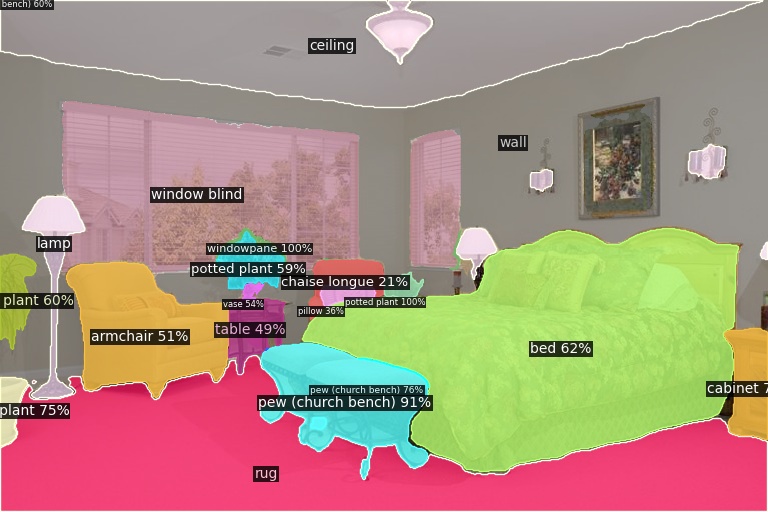 bench) 60%
ceiling
wall
window blind
lamp
windowpane 100%
potted plant 59%
chaise longue 21%
plant 60%
vase 54%
potted plant 100%
pillow 36%
table 49%
armchair 51%
bed 62%
pew (church bench) 76%
cabinet 7
pew (church bench) 91%
plant 75%
rug